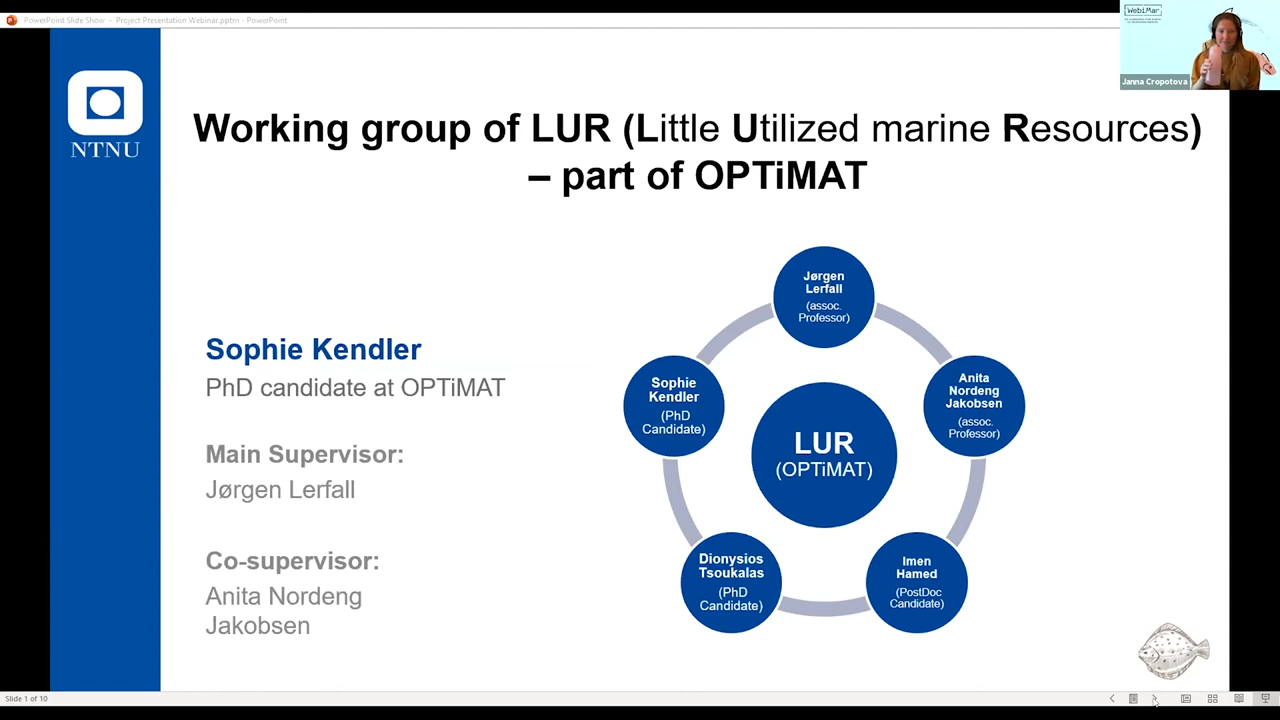 PowerPoint Slide Show - Project Presentation Webinar.pptm - PowerPoint
WebiMar
Janna Cropotova
NTNU
Working group of LUR (Little Utilized marine Resources)
– part of OPTiMAT
Sophie Kendler
PhD candidate at OPTiMAT
Main Supervisor:
Jørgen Lerfall
Co-supervisor:
Anita Nordeng
Jakobsen
Jørgen
Lerfall
(assoc.
Professor)
Sophie
Kendler
(PhD
Candidate)
Anita
Nordeng
Jakobsen
(assoc.
Professor)
LUR
(OPTiMAT)
Dionysios
Tsoukalas
(PhD
Candidate)
Imen
Hamed
(PostDoc
Candidate)
Slide 1 of 10